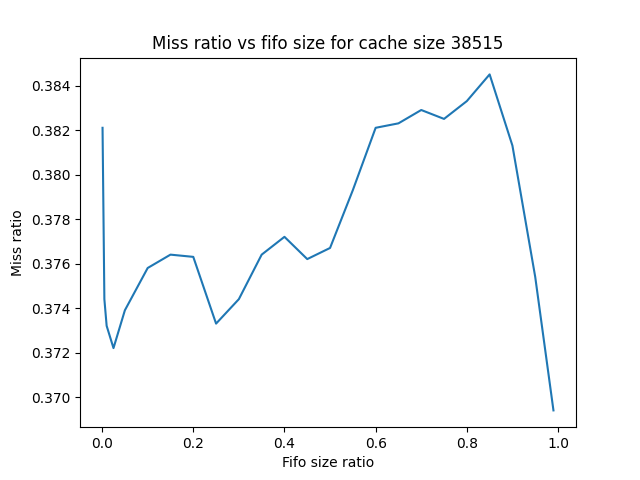 Miss ratio vs fifo size for cache size 38515
0.384
0.382
0.380
0.378
0.376
0.374
0.372
0.370
Miss ratio
0.0 0.2 0.4 0.6 0.8 1.0
Fifo size ratio